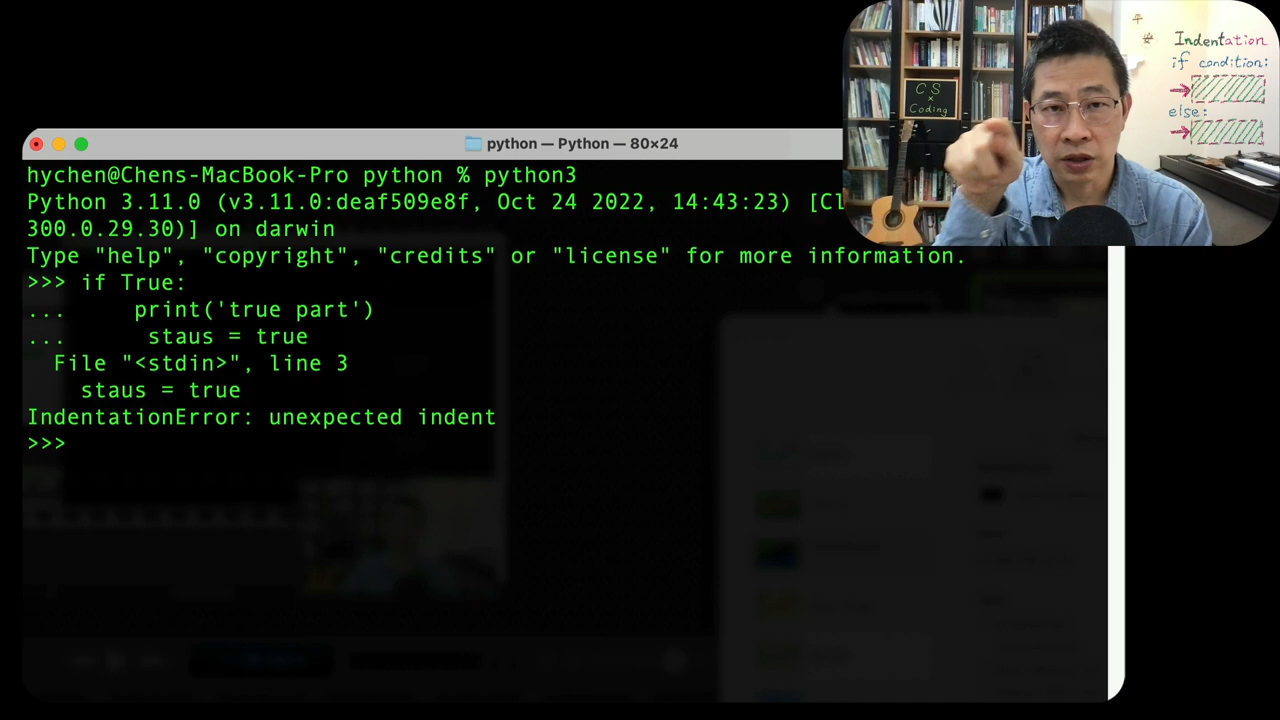 python — Python — 80×24
hychen@Chens-MacBook-Pro python % python3
Python 3.11.0 (v3.11.0:deaf509e8f, Oct 24 2022, 14:43:23) [Cl
300.0.29.30)] on darwin
Type "help", "copyright", "credits" or "license" for more information.
>>> if True:
...     print('true part')
...      staus = true
  File "<stdin>", line 3
    staus = true
IndentationError: unexpected indent
>>>
CS
×
Coding
Indentation
if condition:
else: